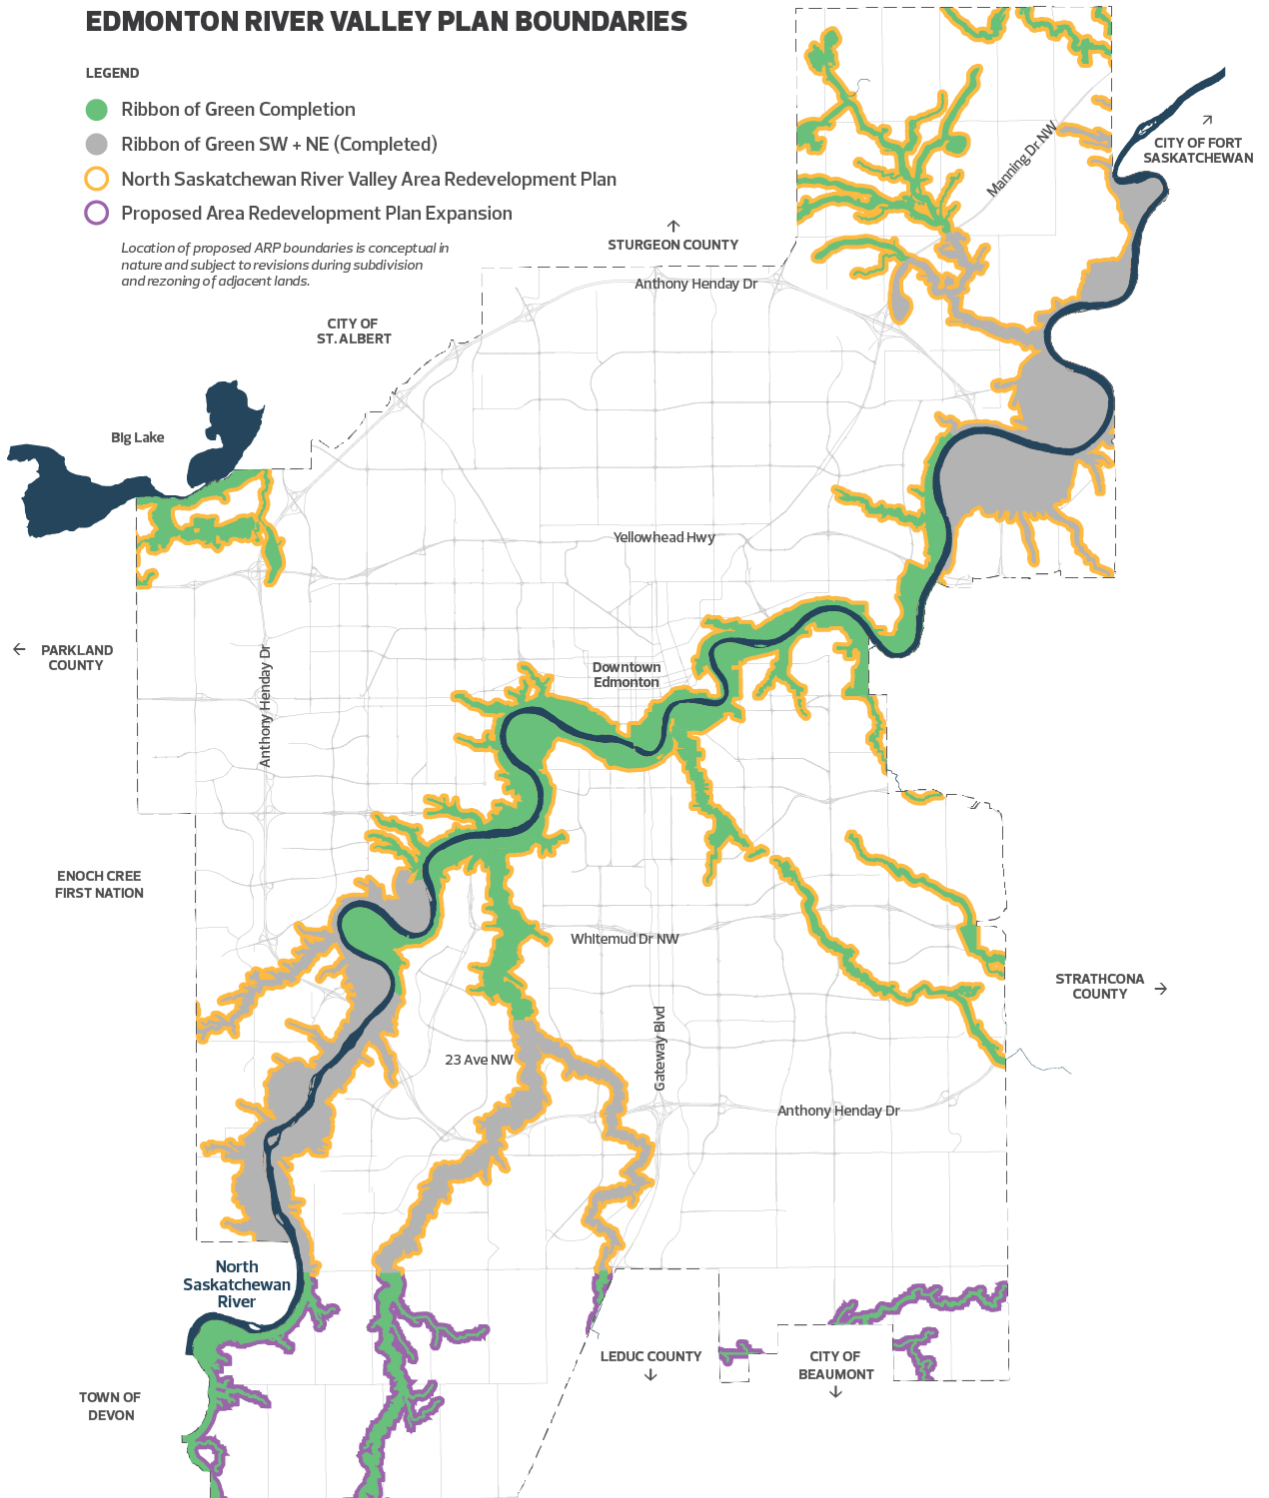 EDMONTON RIVER VALLEY PLAN BOUNDARIES
LEGEND
Ribbon of Green Completion
Ribbon of Green SW + NE (Completed)
North Saskatchewan River Valley Area Redevelopment Plan
Proposed Area Redevelopment Plan Expansion
Location of proposed ARP boundaries is conceptual in
nature and subject to revisions during subdivision
and rezoning of adjacent lands.
Manning Dr NW
CITY OF FORT
SASKATCHEWAN
STURGEON COUNTY
Anthony Henday Dr
CITY OF
ST. ALBERT
Big Lake
Yellowhead Hwy
PARKLAND
COUNTY
Anthony Henday Dr
Downtown
Edmonton
ENOCH CREE
FIRST NATION
Whitemud Dr NW
STRATHCONA
COUNTY
Gateway Blvd
23 Ave NW
Anthony Henday Dr
North
Saskatchewan
River
LEDUC COUNTY
CITY OF
BEAUMONT
TOWN OF
DEVON